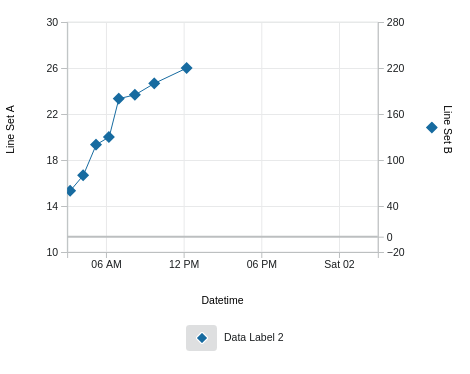 30
26
22
18
14
10
Line Set A
280
220
160
100
40
0
−20
Line Set B
06 AM
12 PM
06 PM
Sat 02
Datetime
Data Label 2